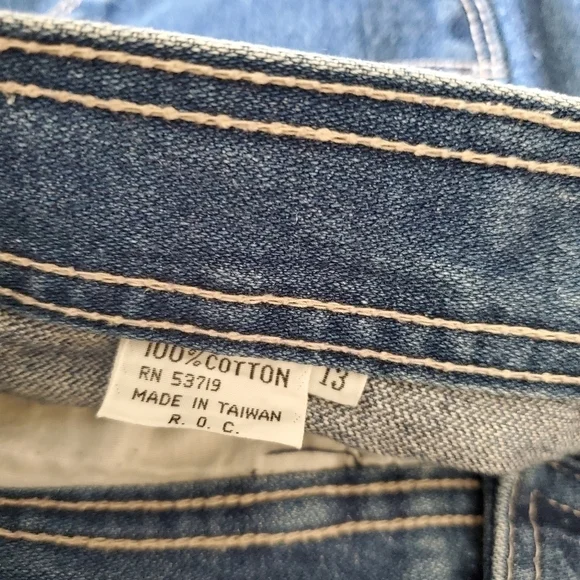 100% COTTON
RN 53719
MADE IN TAIWAN
R. O. C.
13